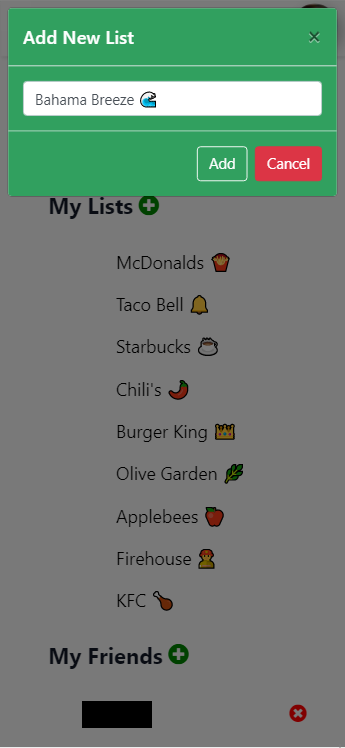 Add New List ×
Bahama Breeze 🌊
Add Cancel
My Lists
McDonalds 🍟
Taco Bell 🔔
Starbucks ☕
Chili's 🌶
Burger King 👑
Olive Garden 🌿
Applebees 🍎
Firehouse 👨‍🚒
KFC 🍗
My Friends